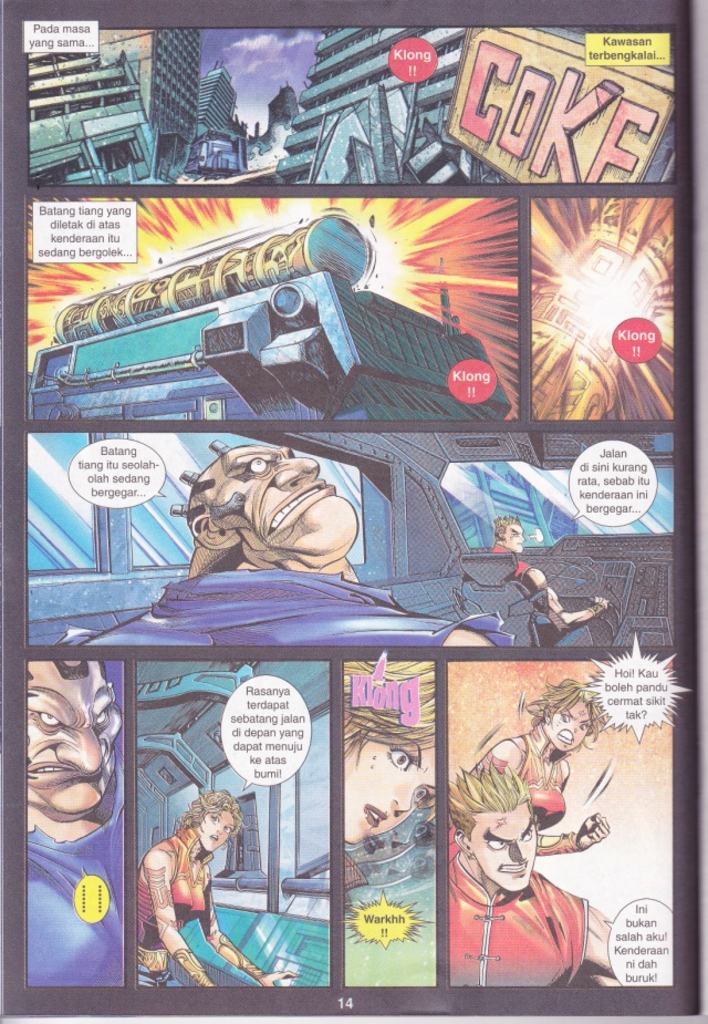 Pada masa
yang sama...
Klong
!!
COKE
Kawasan
terbengkalai...
Batang tiang yang
diletak di atas
kenderaan itu
sedang bergolek...
Klong
!!
Klong
!!
Batang
tiang itu seolah-
olah sedang
bergegar...
Jalan
di sini kurang
rata, sebab itu
kenderaan ini
bergegar...
Rasanya
terdapat
sebatang jalan
di depan yang
dapat menuju
ke atas
bumi!
Klong
Warkhh
!!
Hoi! Kau
boleh pandu
cermat sikit
tak?
Ini
bukan
salah aku!
Kenderaan
ni dah
buruk!
14